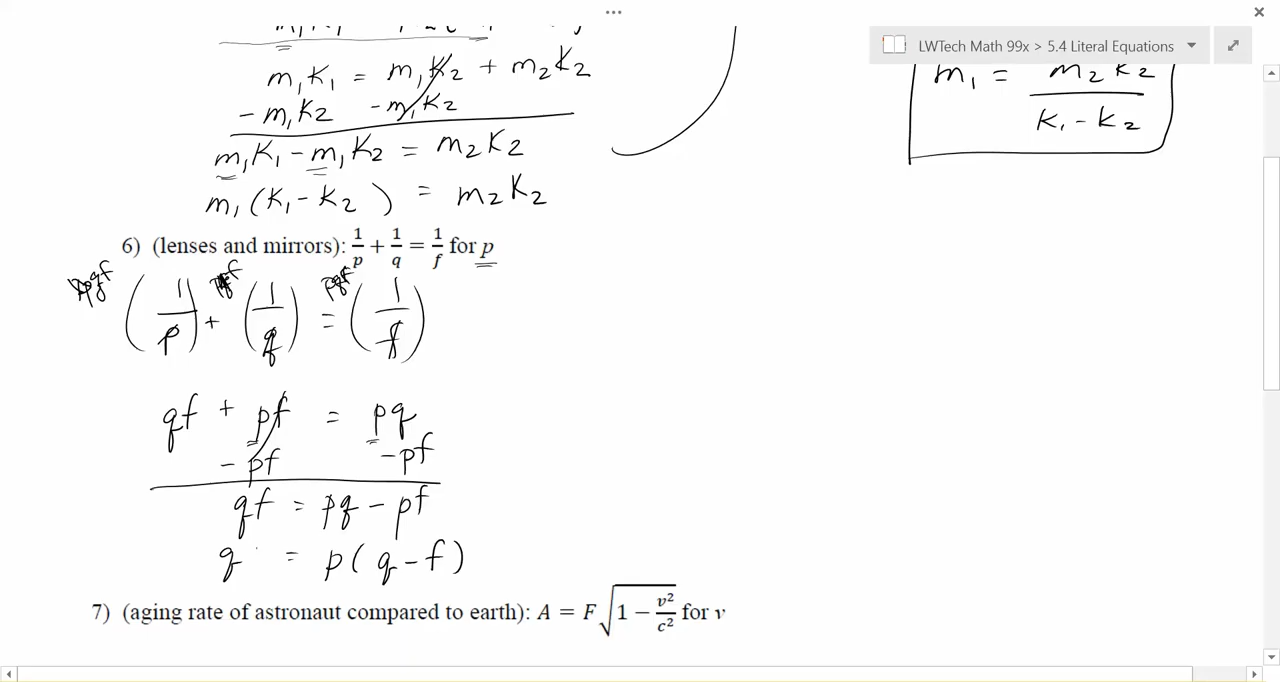 LWTech Math 99x > 5.4 Literal Equations
m₁K₁ = m₁K₂ + m₂K₂
- m₁K₂ - m₁K₂
m₁K₁ - m₁K₂ = m₂K₂
m₁(K₁ - K₂) = m₂K₂
m₁ = m₂K₂ / K₁ - K₂
6) (lenses and mirrors): 1/p + 1/q = 1/f for p
pqf pqf pqf
(1/p) + (1/q) = (1/f)
qf + pf = pq
- pf - pf
qf = pq - pf
q = p(q - f)
7) (aging rate of astronaut compared to earth): A = F√(1 − v²/c²) for v